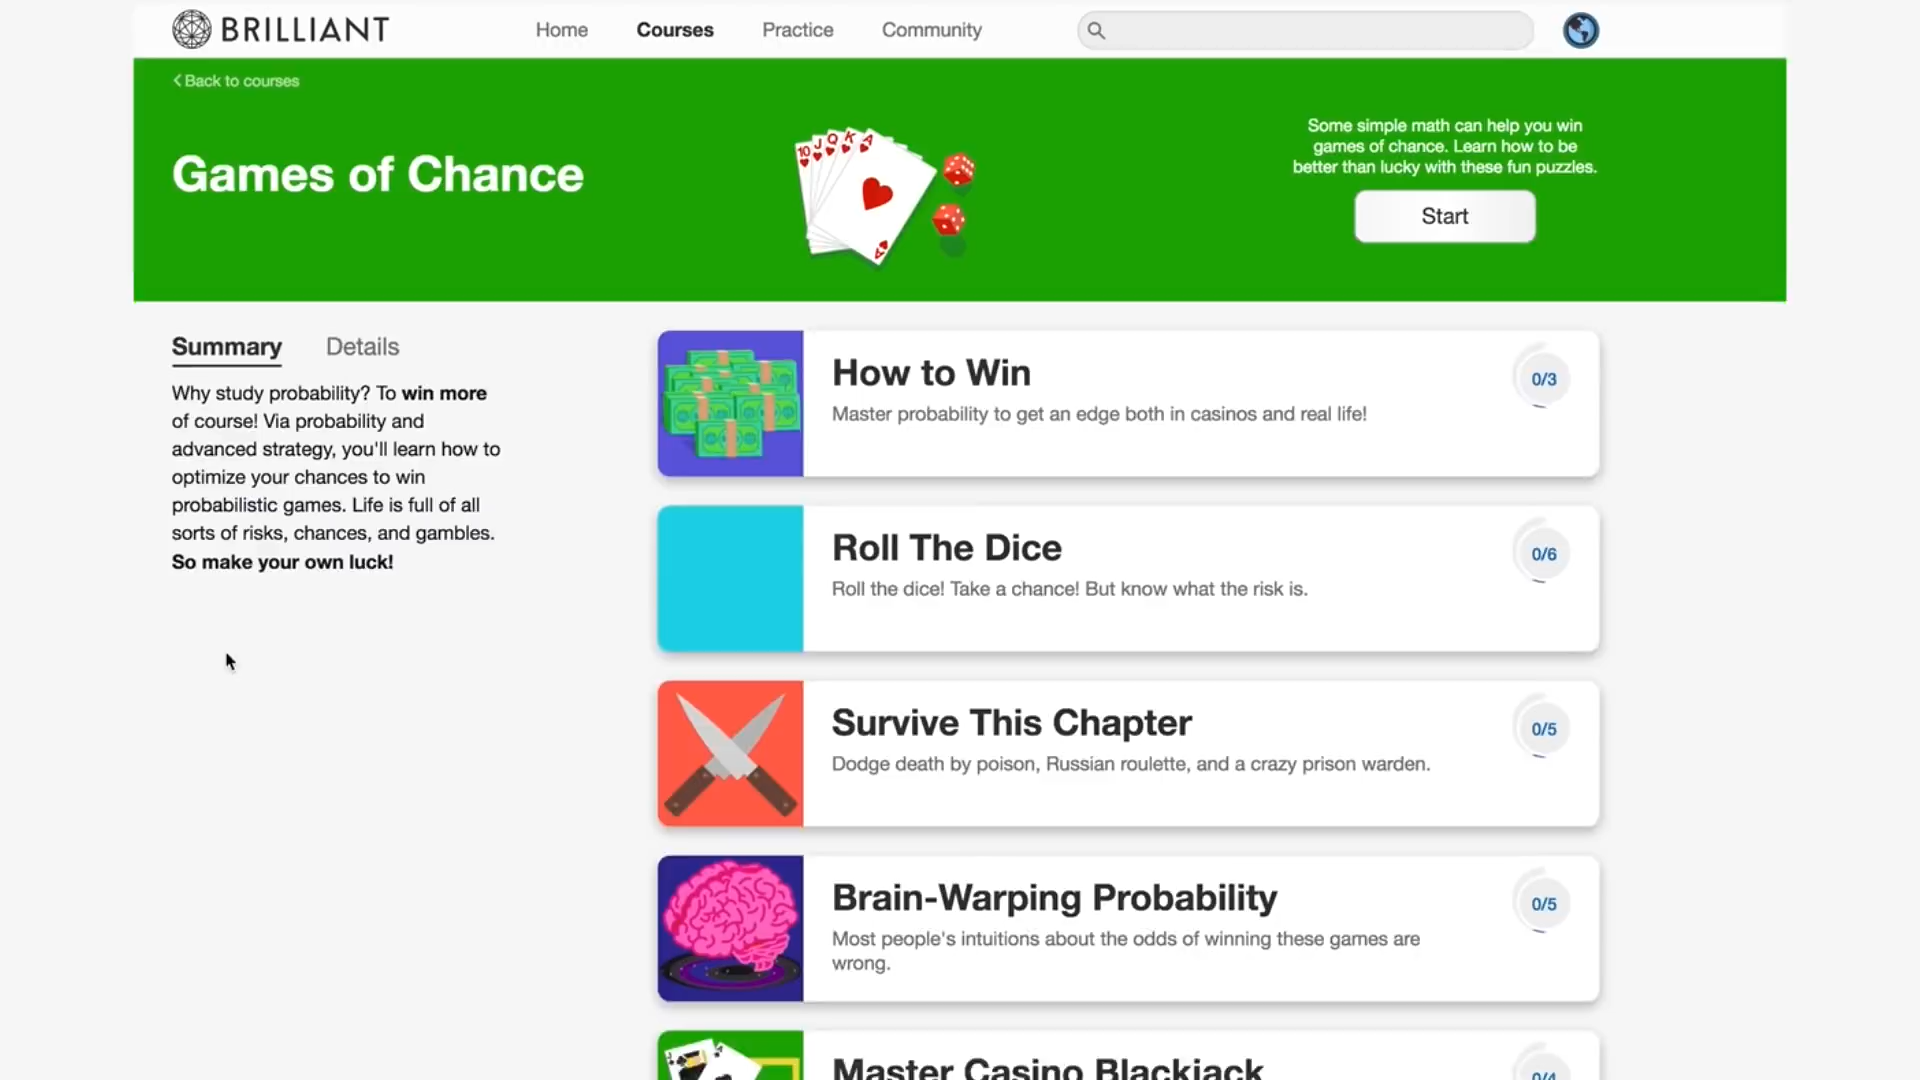 BRILLIANT
Home
Courses
Practice
Community
Back to courses
Games of Chance
10 J Q K A
A
Some simple math can help you win
games of chance. Learn how to be
better than lucky with these fun puzzles.
Start
Summary
Details
Why study probability? To win more
of course! Via probability and
advanced strategy, you'll learn how to
optimize your chances to win
probabilistic games. Life is full of all
sorts of risks, chances, and gambles.
So make your own luck!
How to Win
Master probability to get an edge both in casinos and real life!
0/3
Roll The Dice
Roll the dice! Take a chance! But know what the risk is.
0/6
Survive This Chapter
Dodge death by poison, Russian roulette, and a crazy prison warden.
0/5
Brain-Warping Probability
Most people's intuitions about the odds of winning these games are
wrong.
0/5
Master Casino Blackjack
0/4